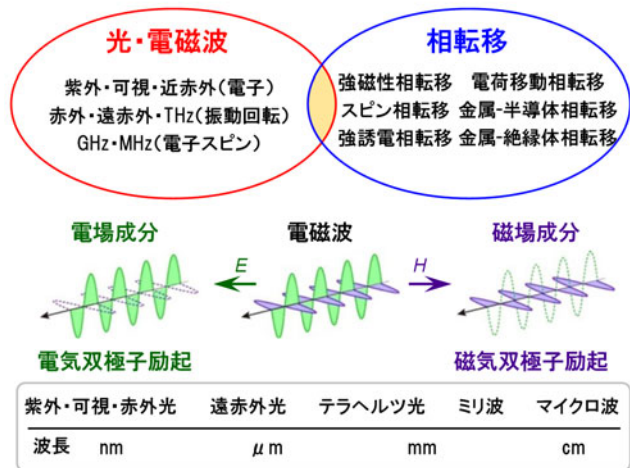 光・電磁波
紫外・可視・近赤外(電子)
赤外・遠赤外・THz(振動回転)
GHz・MHz(電子スピン)
相転移
強磁性相転移 電荷移動相転移
スピン相転移 金属-半導体相転移
強誘電相転移 金属-絶縁体相転移
電場成分
電磁波
磁場成分
E
H
電気双極子励起
磁気双極子励起
紫外・可視・赤外光 遠赤外光 テラヘルツ光 ミリ波 マイクロ波
波長 nm μm mm cm